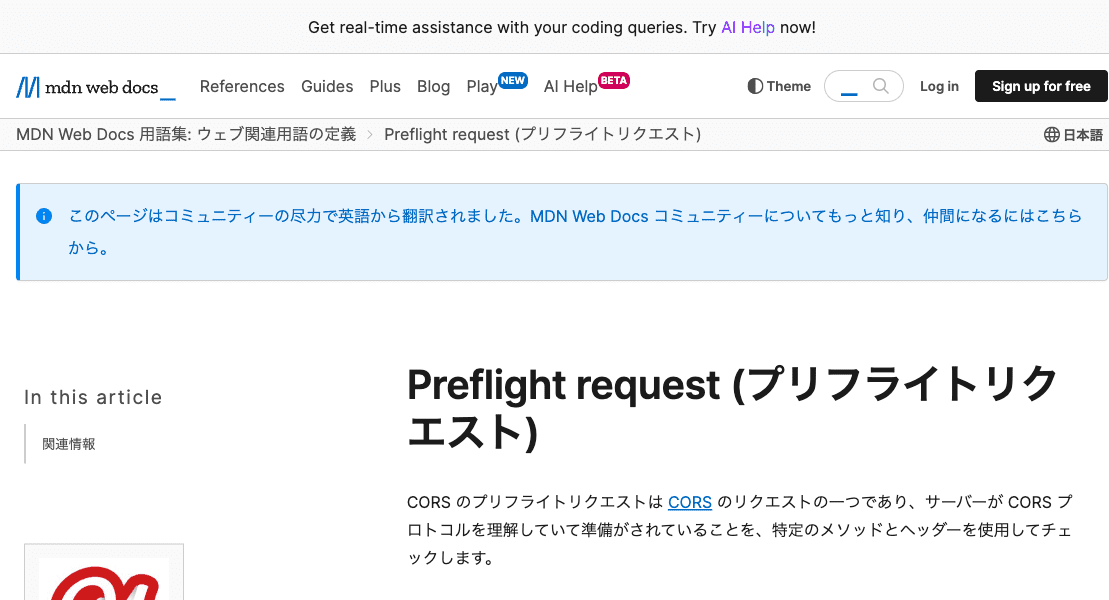 Get real-time assistance with your coding queries. Try AI Help now!
mdn web docs_
References Guides Plus Blog Play NEW AI Help BETA
Theme
Log in
Sign up for free
MDN Web Docs 用語集: ウェブ関連用語の定義 > Preflight request (プリフライトリクエスト)
日本語
このページはコミュニティーの尽力で英語から翻訳されました。MDN Web Docs コミュニティーについてもっと知り、仲間になるにはこちら
から。
In this article
関連情報
Preflight request (プリフライトリク
エスト)
CORS のプリフライトリクエストは CORS のリクエストの一つであり、サーバーが CORS プ
ロトコルを理解していて準備がされていることを、特定のメソッドとヘッダーを使用してチェ
ックします。